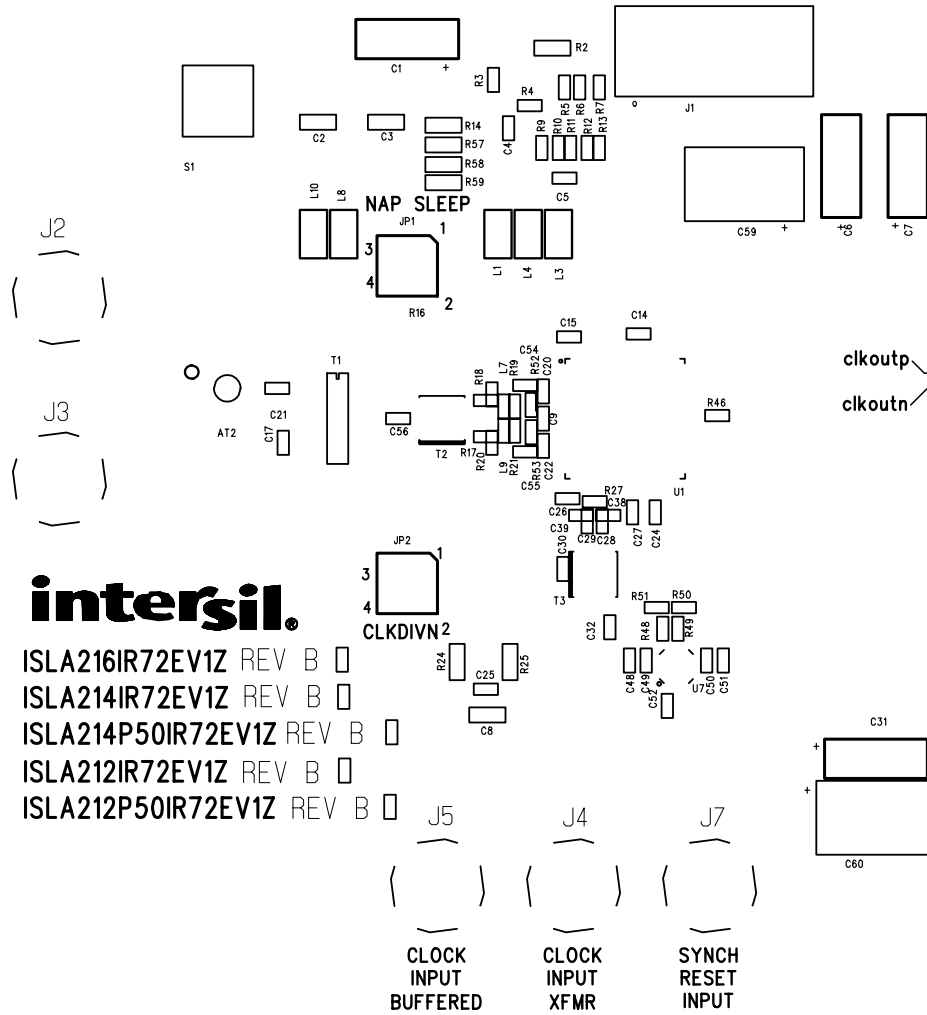 R2
C1 +
R3
R4
R5
R6
R7
J1
S1
C2
C3
R14
R57
R58
R59
C4
R9
R10
R11
R12
R13
C5
L10
L8
NAP SLEEP
JP1
1
3
4
2
R16
L1
L4
L3
C59 +
+ C6
+ C7
J2
C15
C14
clkoutp
clkoutn
T1
C54
R18
L7
R19
R52
C20
J3
AT2
C21
C17
C56
T2
R17
R20
L9
R21
C55
R53
C22
C9
R46
U1
C26
R27
C38
C39
C29
C28
C27
C24
JP2
1
3
4
2
CLKDIVN
C30
T3
C32
R51
R50
R48
R49
intersil®
ISLA216IR72EV1Z REV B
ISLA214IR72EV1Z REV B
ISLA214P50IR72EV1Z REV B
ISLA212IR72EV1Z REV B
ISLA212P50IR72EV1Z REV B
R24
R25
C25
C8
C48
C49
C52
U7
C50
C51
C31
+
+
C60
J5
J4
J7
CLOCK
INPUT
BUFFERED
CLOCK
INPUT
XFMR
SYNCH
RESET
INPUT